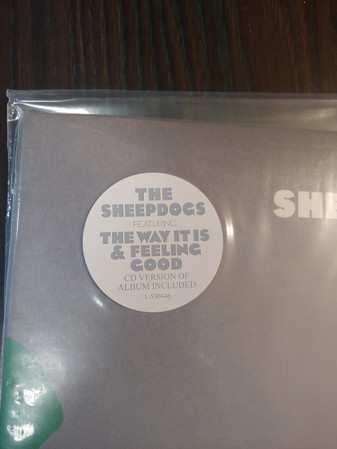 THE
SHEEPDOGS
FEATURING
THE WAY IT IS
& FEELING
GOOD
CD VERSION OF
ALBUM INCLUDED
SHE